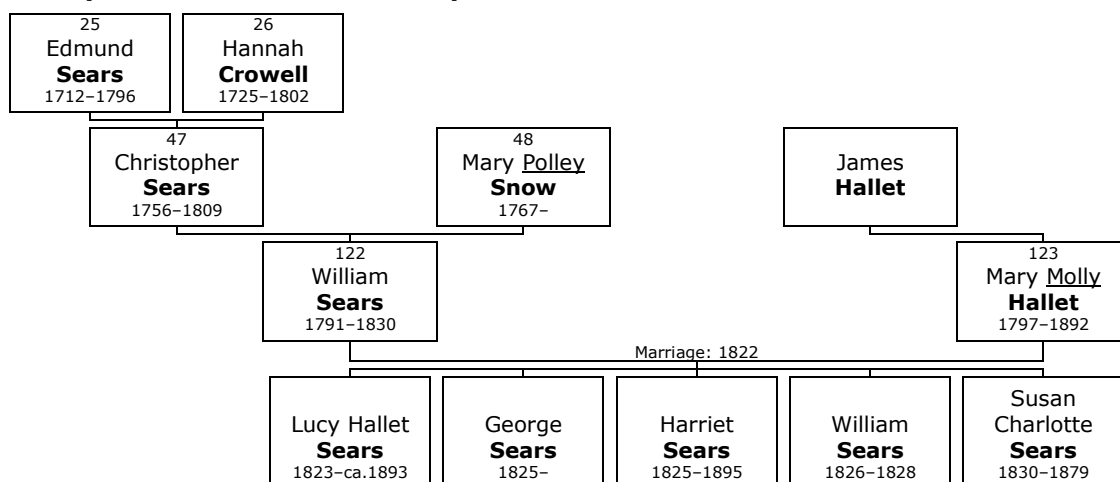 25
Edmund
Sears
1712–1796
26
Hannah
Crowell
1725–1802
47
Christopher
Sears
1756–1809
48
Mary Polley
Snow
1767–
James
Hallet
122
William
Sears
1791–1830
123
Mary Molly
Hallet
1797–1892
Marriage: 1822
Lucy Hallet
Sears
1823–ca.1893
George
Sears
1825–
Harriet
Sears
1825–1895
William
Sears
1826–1828
Susan
Charlotte
Sears
1830–1879